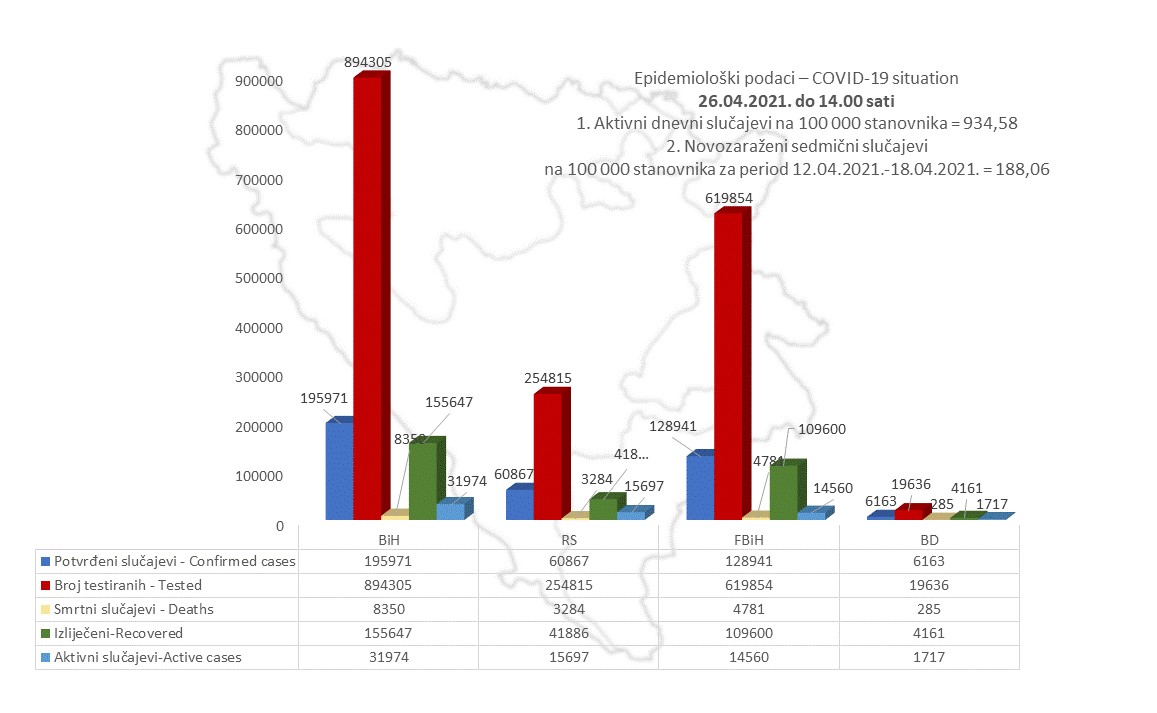 Epidemiološki podaci – COVID-19 situation
26.04.2021. do 14.00 sati
1. Aktivni dnevni slučajevi na 100 000 stanovnika = 934,58
2. Novozaraženi sedmični slučajevi
na 100 000 stanovnika za period 12.04.2021.-18.04.2021. = 188,06
900000
800000
700000
600000
500000
400000
300000
200000
100000
0
195971
894305
8350
155647
31974
60867
254815
3284
418...
15697
128941
619854
4781
109600
14560
6163
19636
285
4161
1717
BiH RS FBiH BD
Potvrđeni slučajevi - Confirmed cases 195971 60867 128941 6163
Broj testiranih - Tested 894305 254815 619854 19636
Smrtni slučajevi - Deaths 8350 3284 4781 285
Izliječeni-Recovered 155647 41886 109600 4161
Aktivni slučajevi-Active cases 31974 15697 14560 1717